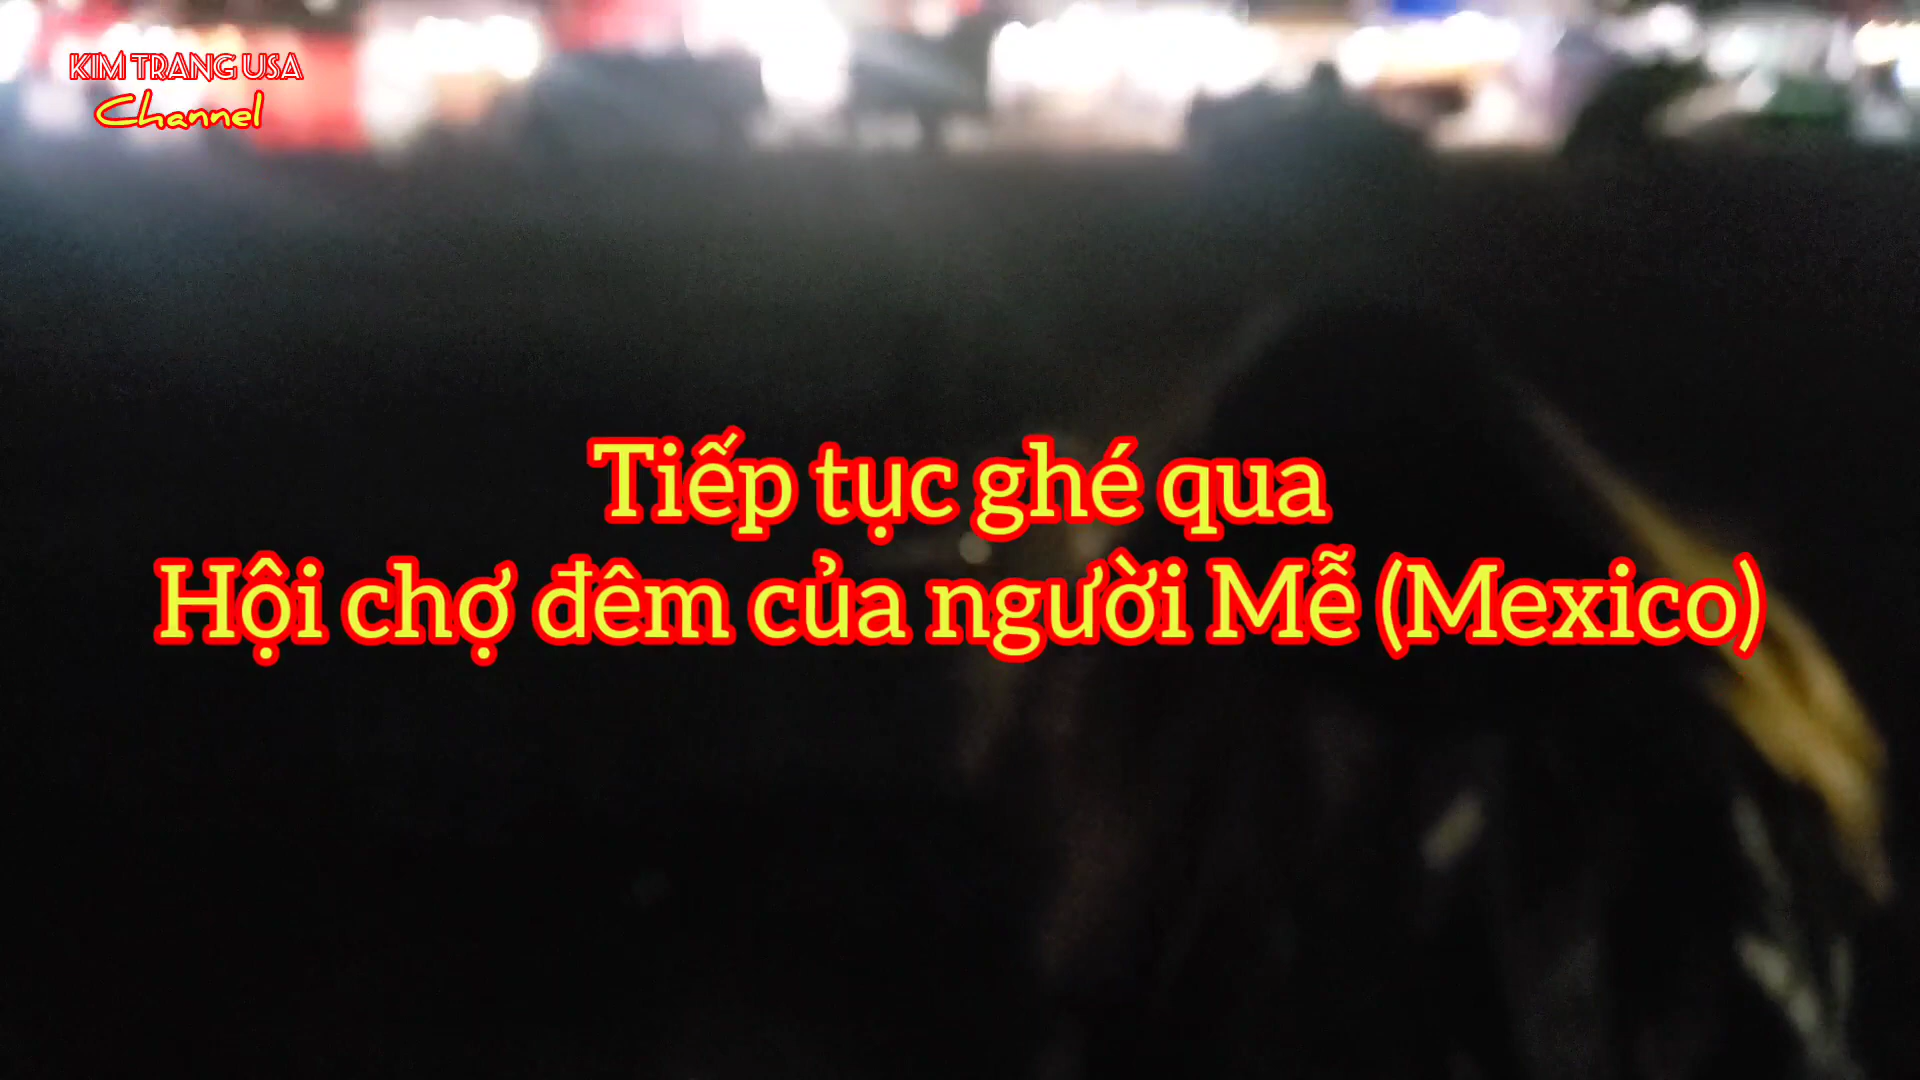 KIM TRANG USA
Channel
Tiếp tục ghé qua
Hội chợ đêm của người Mễ (Mexico)